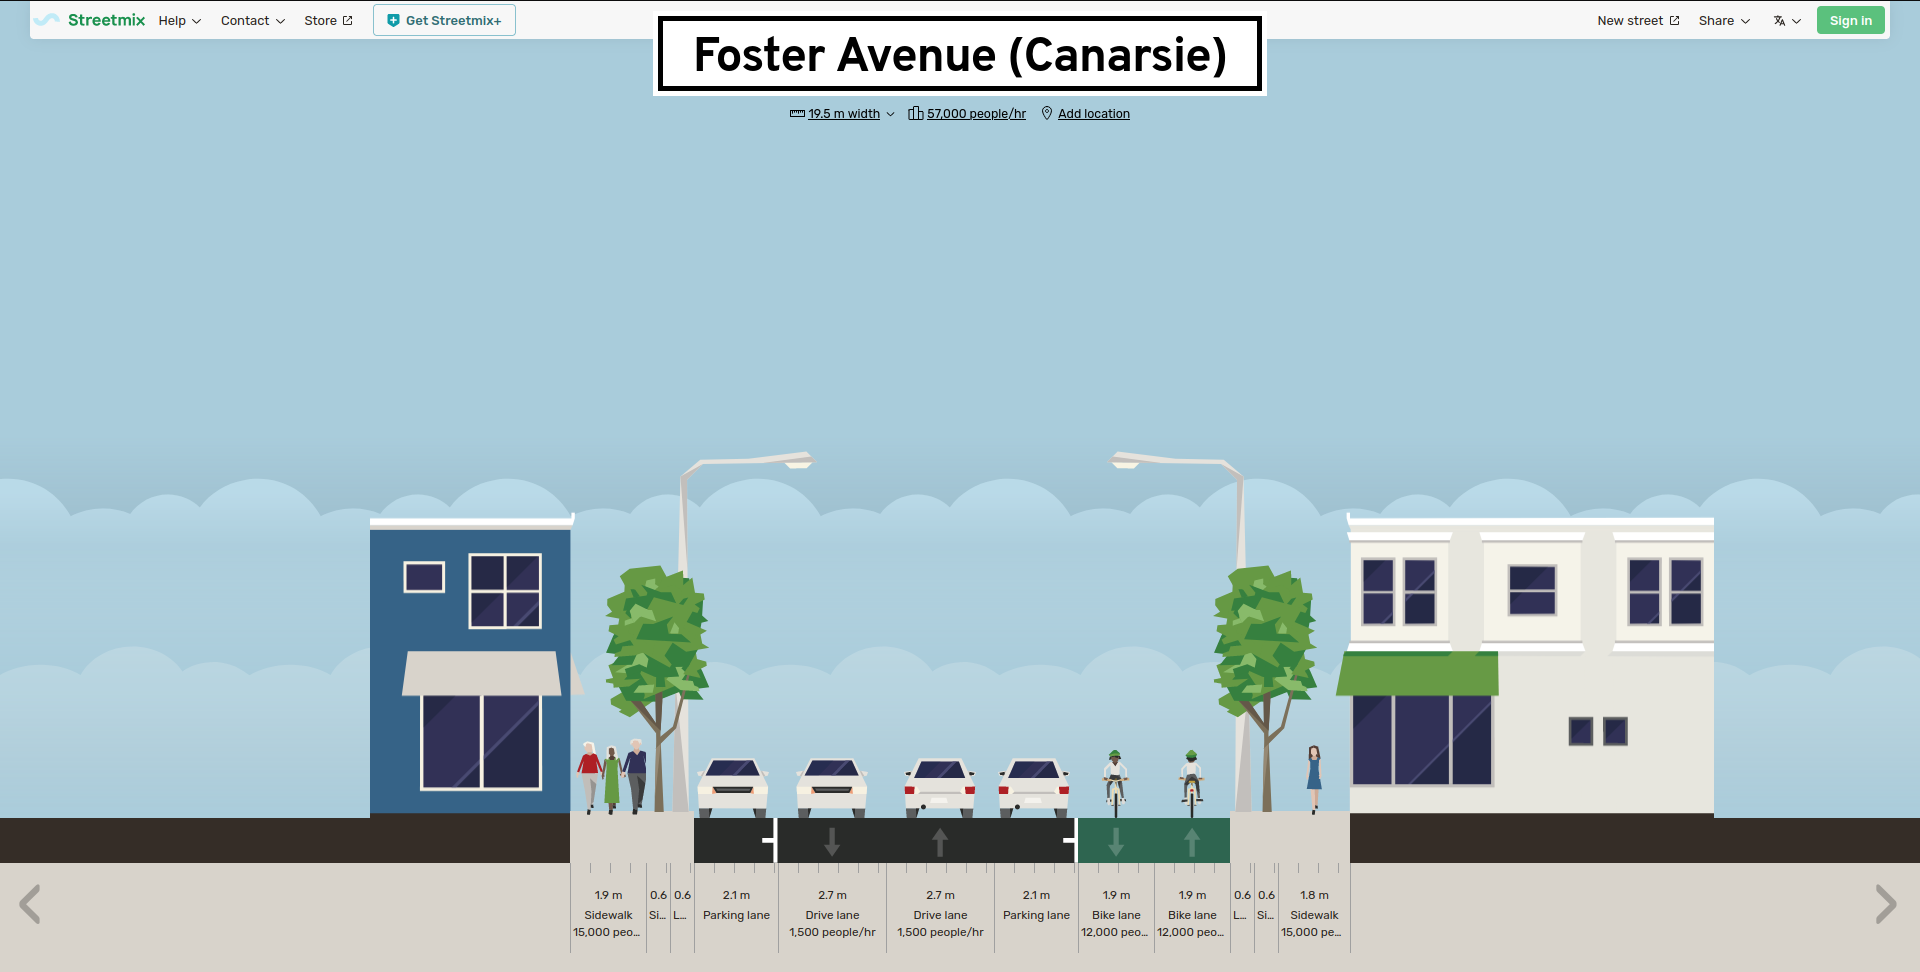 Streetmix Help Contact Store Get Streetmix+ New street Share Sign in
Foster Avenue (Canarsie)
19.5 m width 57,000 people/hr Add location
1.9 m 0.6 0.6 2.1 m 2.7 m 2.7 m 2.1 m 1.9 m 1.9 m 0.6 0.6 1.8 m
Sidewalk Si... L... Parking lane Drive lane Drive lane Parking lane Bike lane Bike lane L... Si... Sidewalk
15,000 peo... 1,500 people/hr 1,500 people/hr 12,000 peo... 12,000 peo... 15,000 pe...